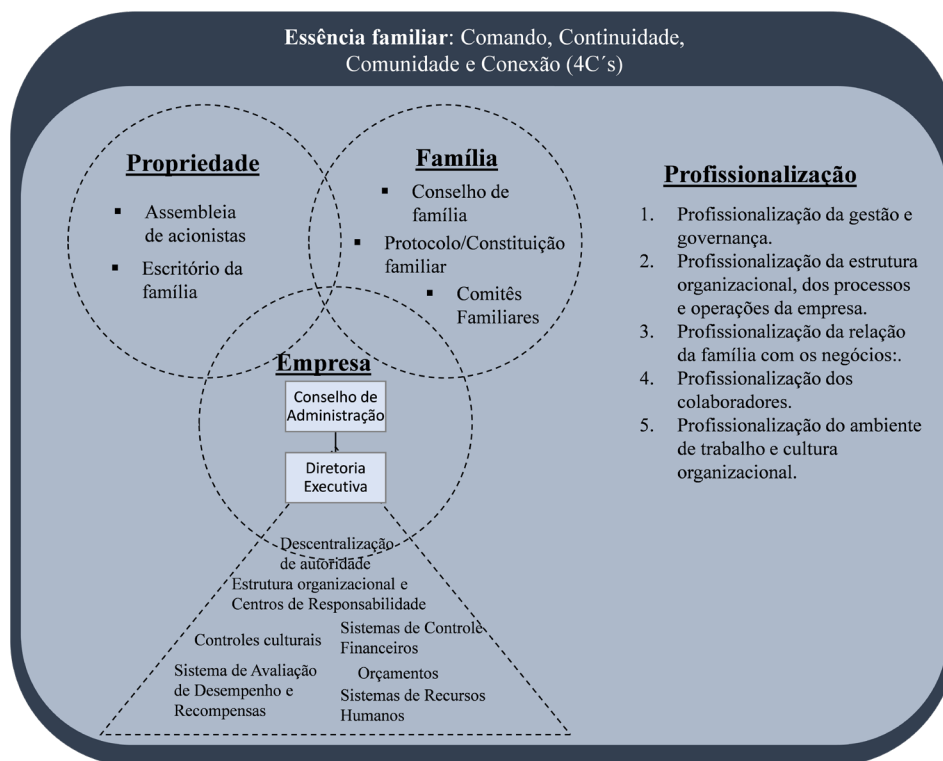 Essência familiar: Comando, Continuidade,
Comunidade e Conexão (4C´s)
Propriedade
▪ Assembleia
de acionistas
▪ Escritório da
família
Família
▪ Conselho de
família
▪ Protocolo/Constituição
familiar
▪ Comitês
Familiares
Empresa
Conselho de
Administração
Diretoria
Executiva
Descentralização
de autoridade
Estrutura organizacional e
Centros de Responsabilidade
Controles culturais
Sistemas de Controle
Financeiros
Sistema de Avaliação
de Desempenho e
Recompensas
Orçamentos
Sistemas de Recursos
Humanos
Profissionalização
1. Profissionalização da gestão e
governança.
2. Profissionalização da estrutura
organizacional, dos processos
e operações da empresa.
3. Profissionalização da relação
da família com os negócios:.
4. Profissionalização dos
colaboradores.
5. Profissionalização do ambiente
de trabalho e cultura
organizacional.